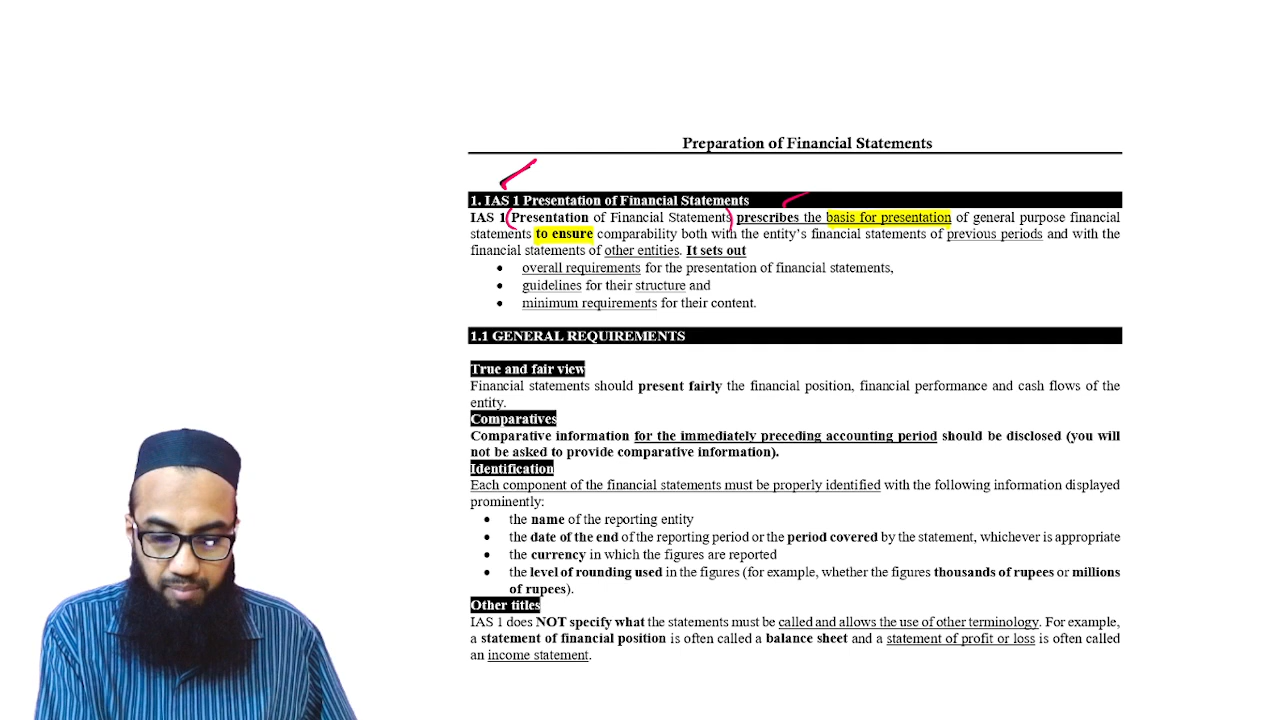 Preparation of Financial Statements
1. IAS 1 Presentation of Financial Statements
IAS 1 Presentation of Financial Statements prescribes the basis for presentation of general purpose financial
statements to ensure comparability both with the entity's financial statements of previous periods and with the
financial statements of other entities. It sets out
• overall requirements for the presentation of financial statements,
• guidelines for their structure and
• minimum requirements for their content.
1.1 GENERAL REQUIREMENTS
True and fair view
Financial statements should present fairly the financial position, financial performance and cash flows of the
entity.
Comparatives
Comparative information for the immediately preceding accounting period should be disclosed (you will
not be asked to provide comparative information).
Identification
Each component of the financial statements must be properly identified with the following information displayed
prominently:
• the name of the reporting entity
• the date of the end of the reporting period or the period covered by the statement, whichever is appropriate
• the currency in which the figures are reported
• the level of rounding used in the figures (for example, whether the figures thousands of rupees or millions
of rupees).
Other titles
IAS 1 does NOT specify what the statements must be called and allows the use of other terminology. For example,
a statement of financial position is often called a balance sheet and a statement of profit or loss is often called
an income statement.